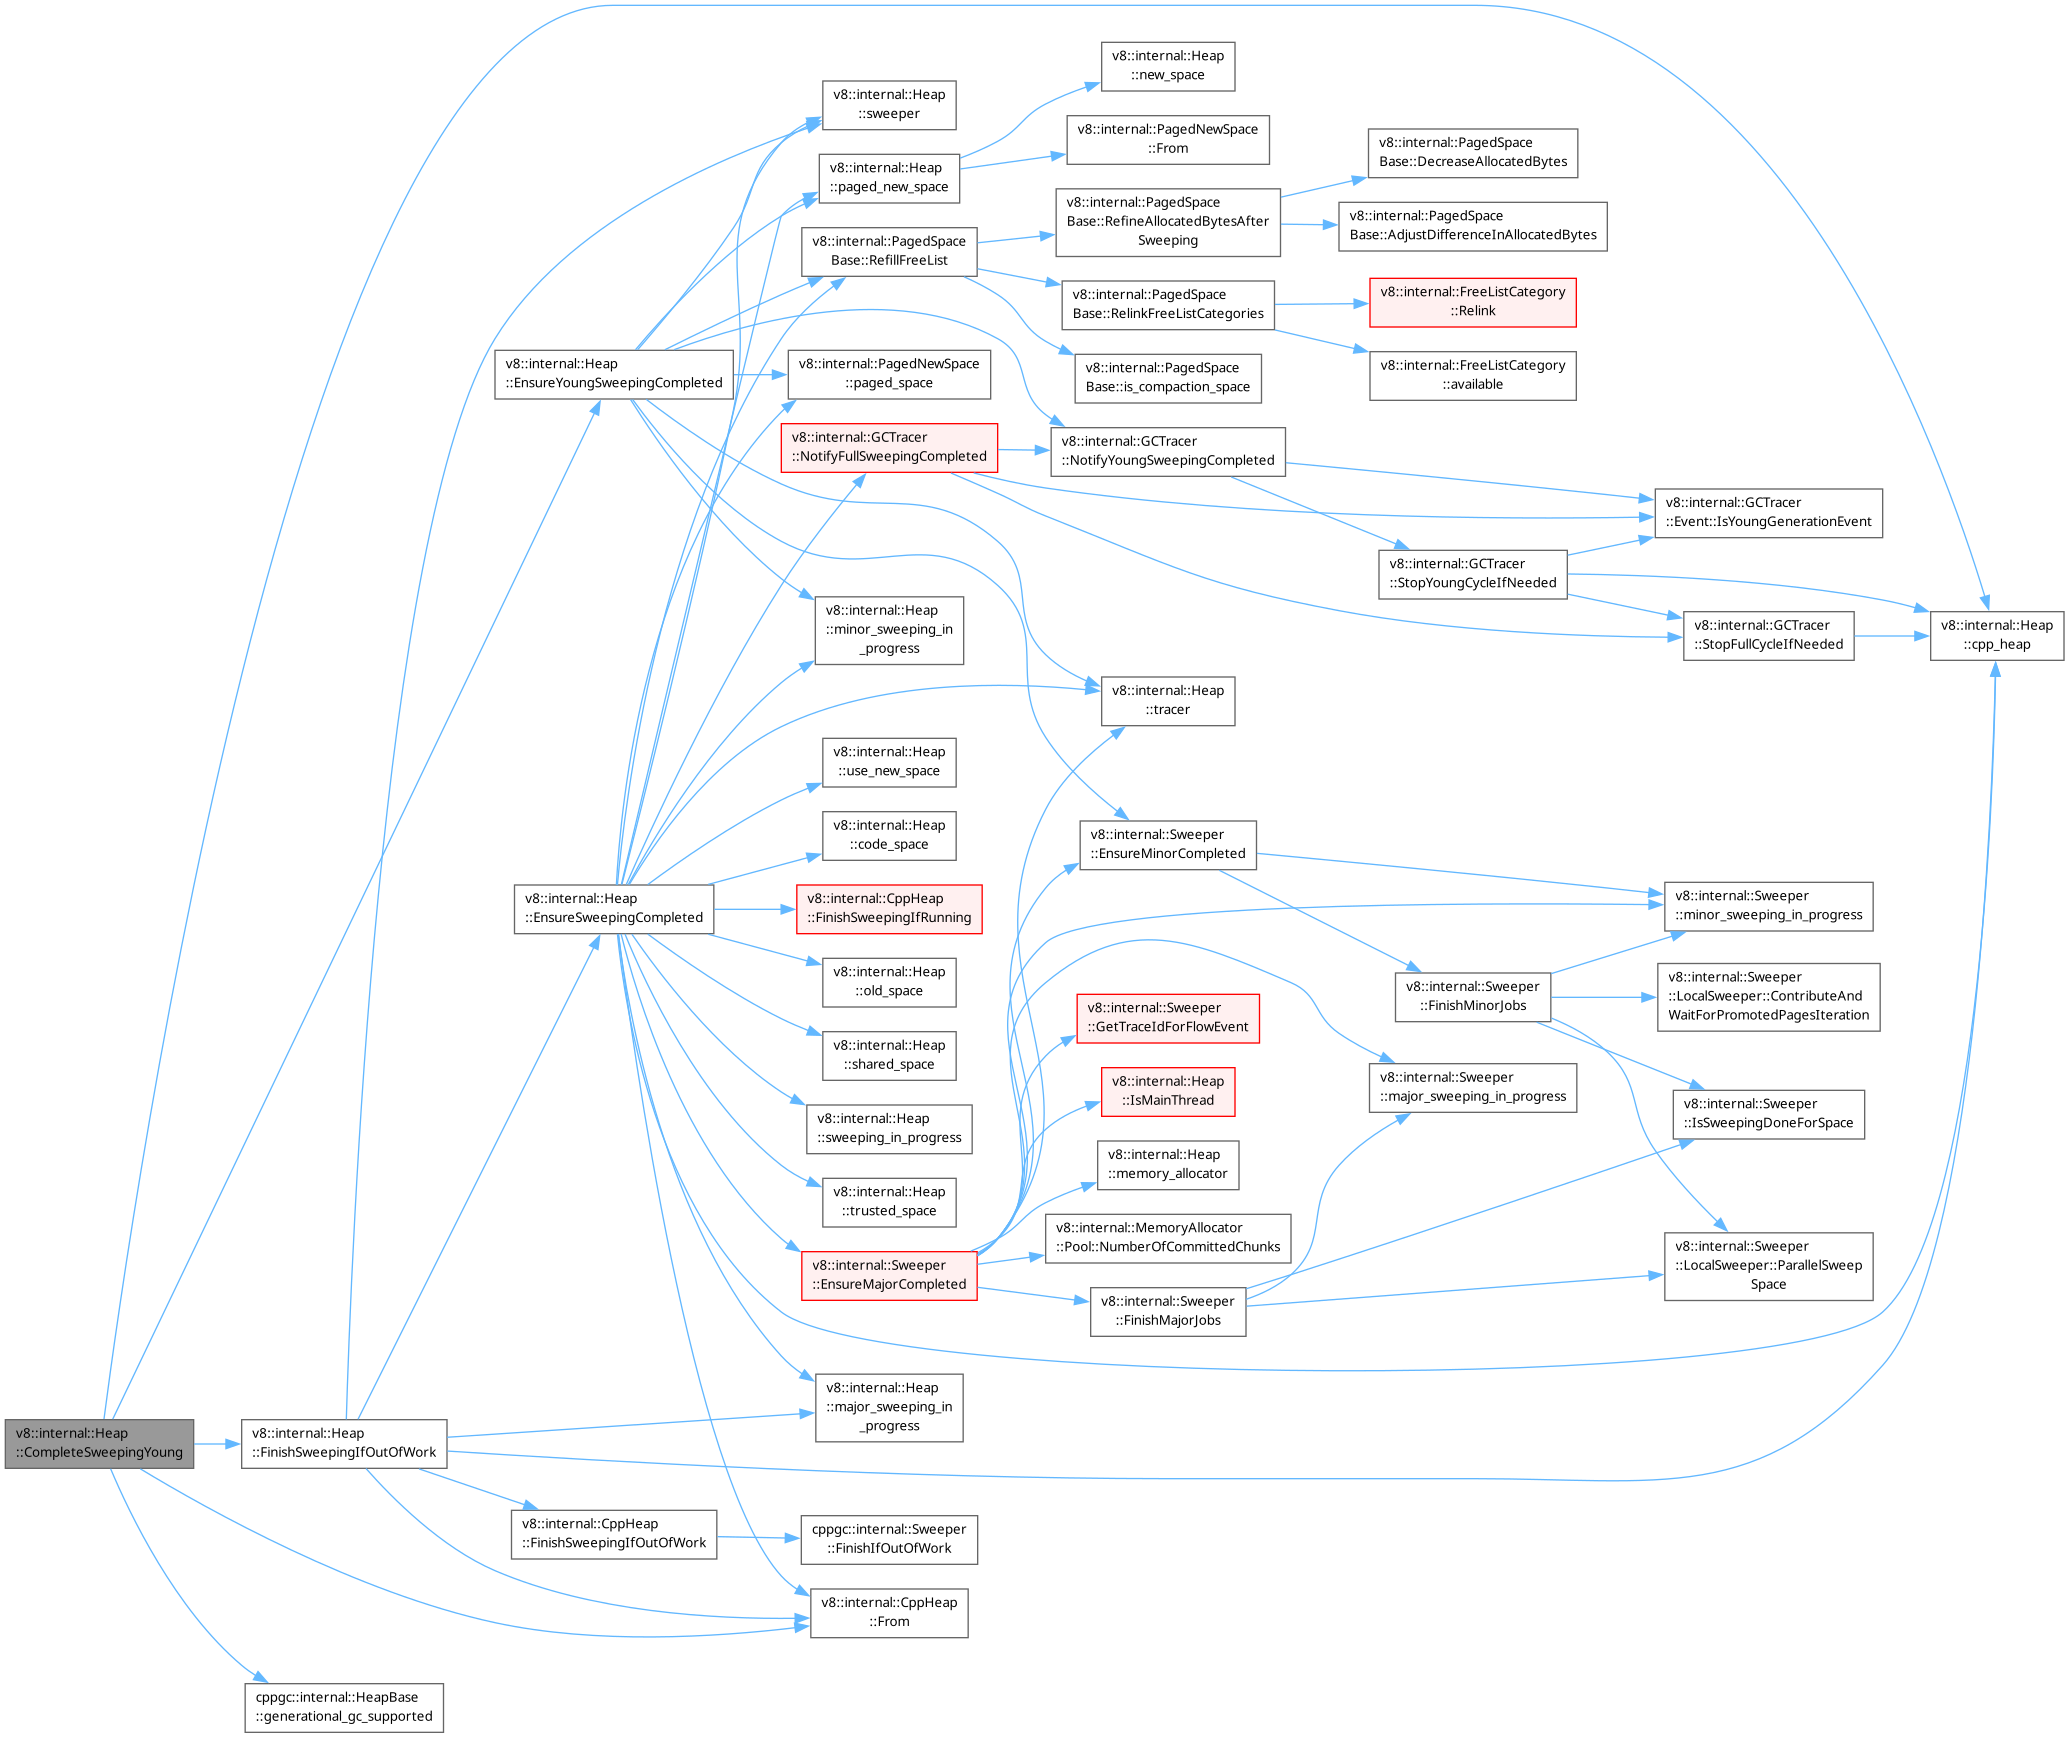 v8::internal::Heap
::CompleteSweepingYoung
v8::internal::Heap
::FinishSweepingIfOutOfWork
cppgc::internal::HeapBase
::generational_gc_supported
v8::internal::Heap
::EnsureYoungSweepingCompleted
v8::internal::Heap
::EnsureSweepingCompleted
v8::internal::CppHeap
::FinishSweepingIfOutOfWork
v8::internal::Heap
::sweeper
v8::internal::Heap
::paged_new_space
v8::internal::PagedSpace
Base::RefillFreeList
v8::internal::PagedNewSpace
::paged_space
v8::internal::GCTracer
::NotifyFullSweepingCompleted
v8::internal::Heap
::minor_sweeping_in
_progress
v8::internal::Heap
::use_new_space
v8::internal::Heap
::code_space
v8::internal::CppHeap
::FinishSweepingIfRunning
v8::internal::Heap
::old_space
v8::internal::Heap
::shared_space
v8::internal::Heap
::sweeping_in_progress
v8::internal::Heap
::trusted_space
v8::internal::Sweeper
::EnsureMajorCompleted
v8::internal::Heap
::major_sweeping_in
_progress
cppgc::internal::Sweeper
::FinishIfOutOfWork
v8::internal::CppHeap
::From
v8::internal::Heap
::new_space
v8::internal::PagedNewSpace
::From
v8::internal::PagedSpace
Base::RefineAllocatedBytesAfter
Sweeping
v8::internal::PagedSpace
Base::RelinkFreeListCategories
v8::internal::PagedSpace
Base::is_compaction_space
v8::internal::GCTracer
::NotifyYoungSweepingCompleted
v8::internal::Heap
::tracer
v8::internal::Sweeper
::EnsureMinorCompleted
v8::internal::Sweeper
::GetTraceIdForFlowEvent
v8::internal::Heap
::IsMainThread
v8::internal::Heap
::memory_allocator
v8::internal::MemoryAllocator
::Pool::NumberOfCommittedChunks
v8::internal::Sweeper
::FinishMajorJobs
v8::internal::PagedSpace
Base::DecreaseAllocatedBytes
v8::internal::PagedSpace
Base::AdjustDifferenceInAllocatedBytes
v8::internal::FreeListCategory
::Relink
v8::internal::FreeListCategory
::available
v8::internal::GCTracer
::StopYoungCycleIfNeeded
v8::internal::Sweeper
::FinishMinorJobs
v8::internal::Sweeper
::major_sweeping_in_progress
v8::internal::GCTracer
::Event::IsYoungGenerationEvent
v8::internal::GCTracer
::StopFullCycleIfNeeded
v8::internal::Sweeper
::minor_sweeping_in_progress
v8::internal::Sweeper
::LocalSweeper::ContributeAnd
WaitForPromotedPagesIteration
v8::internal::Sweeper
::IsSweepingDoneForSpace
v8::internal::Sweeper
::LocalSweeper::ParallelSweep
Space
v8::internal::Heap
::cpp_heap